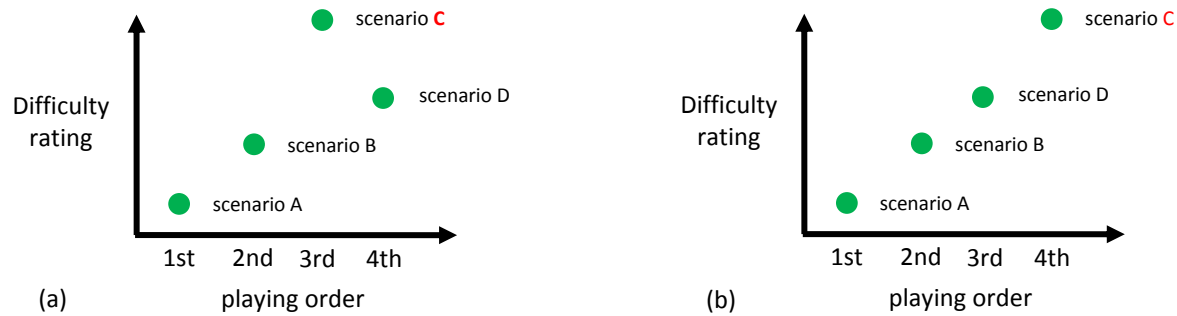 scenario C
scenario D
Difficulty
rating
scenario B
scenario A
1st 2nd 3rd 4th
(a) playing order
scenario C
Difficulty
rating
scenario D
scenario B
scenario A
1st 2nd 3rd 4th
(b) playing order